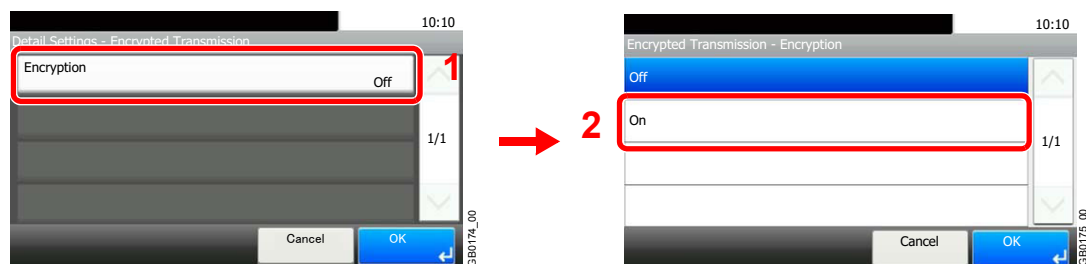 10:10
Detail Settings - Encrypted Transmission
Encryption
Off
1
1/1
Cancel
OK
GB0174_00
2
10:10
Encrypted Transmission - Encryption
Off
On
1/1
Cancel
OK
GB0175_00